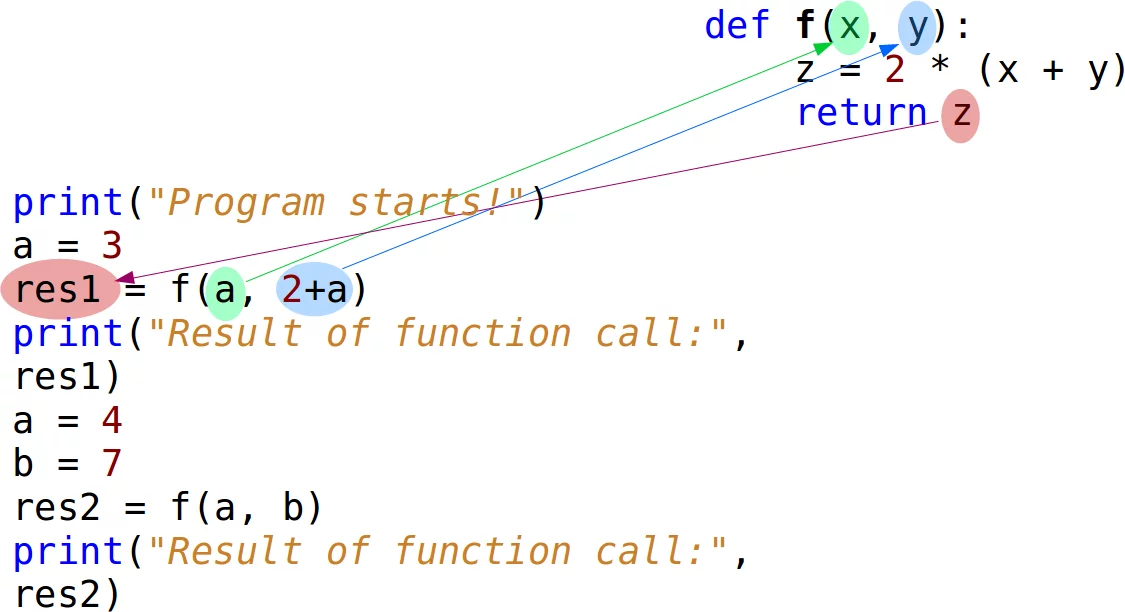 def f(x, y):
z = 2 * (x + y)
return z
print("Program starts!")
a = 3
res1 = f(a, 2+a)
print("Result of function call:",
res1)
a = 4
b = 7
res2 = f(a, b)
print("Result of function call:",
res2)